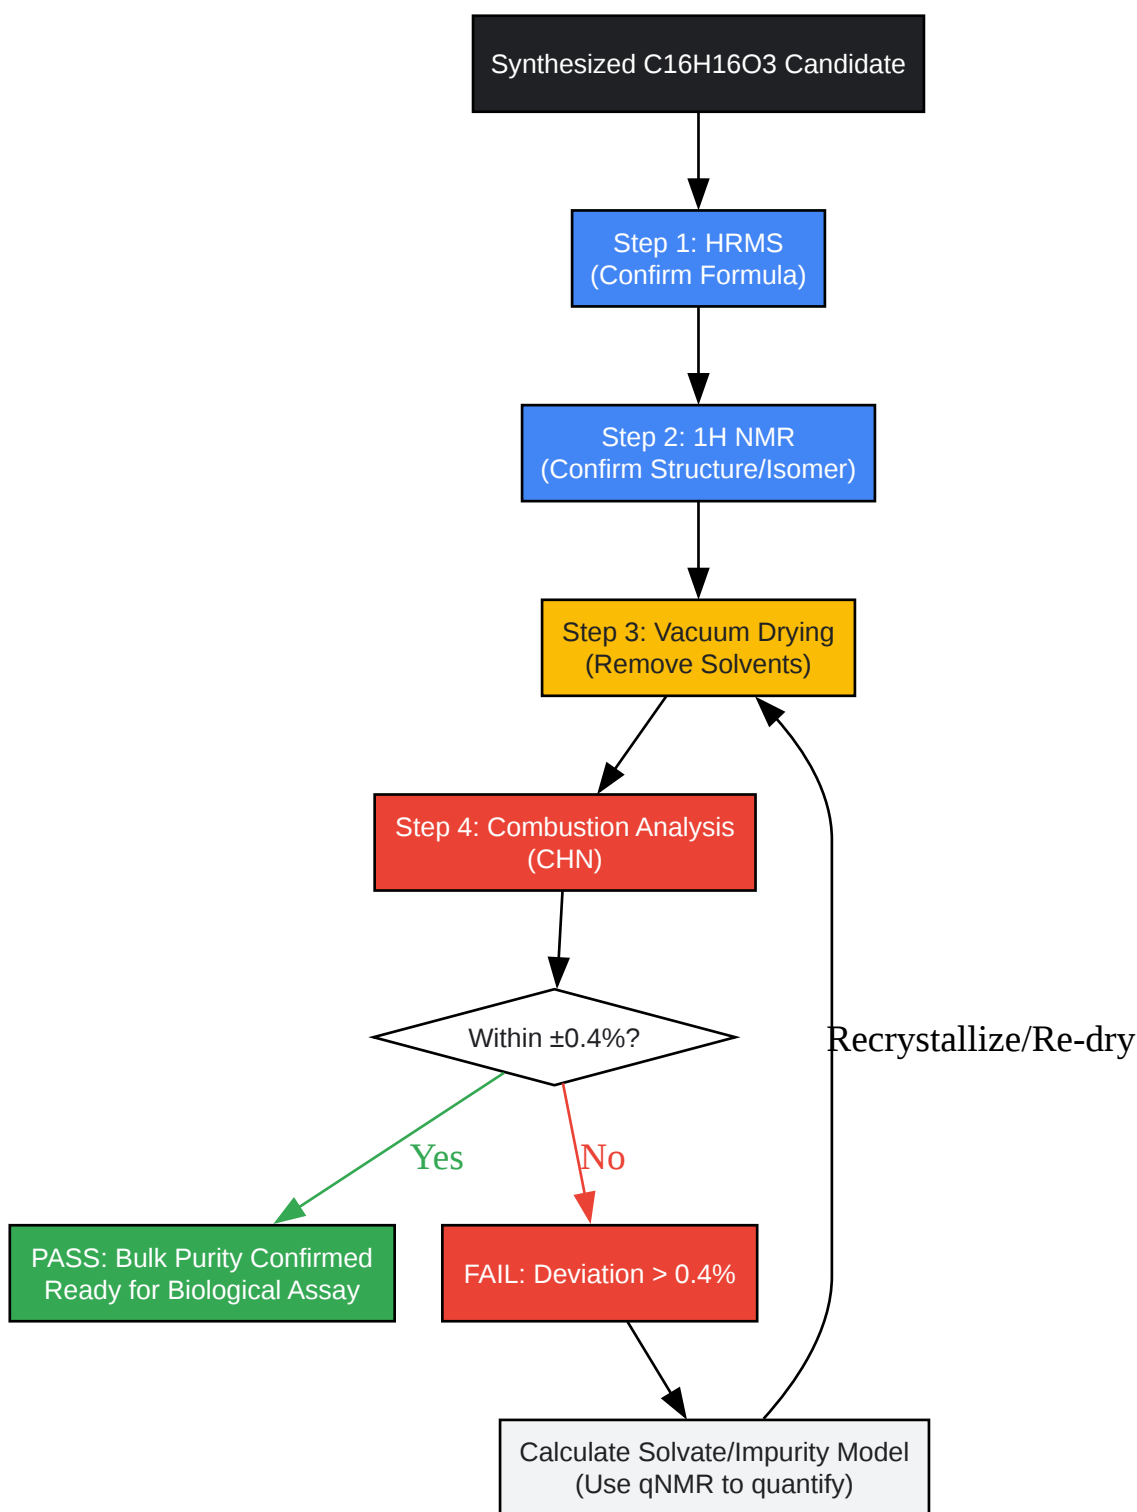 Synthesized C16H16O3 Candidate
Step 1: HRMS
(Confirm Formula)
Step 2: 1H NMR
(Confirm Structure/Isomer)
Step 3: Vacuum Drying
(Remove Solvents)
Step 4: Combustion Analysis
(CHN)
Within ±0.4%?
Recrystallize/Re-dry
Yes
No
PASS: Bulk Purity Confirmed
Ready for Biological Assay
FAIL: Deviation > 0.4%
Calculate Solvate/Impurity Model
(Use qNMR to quantify)